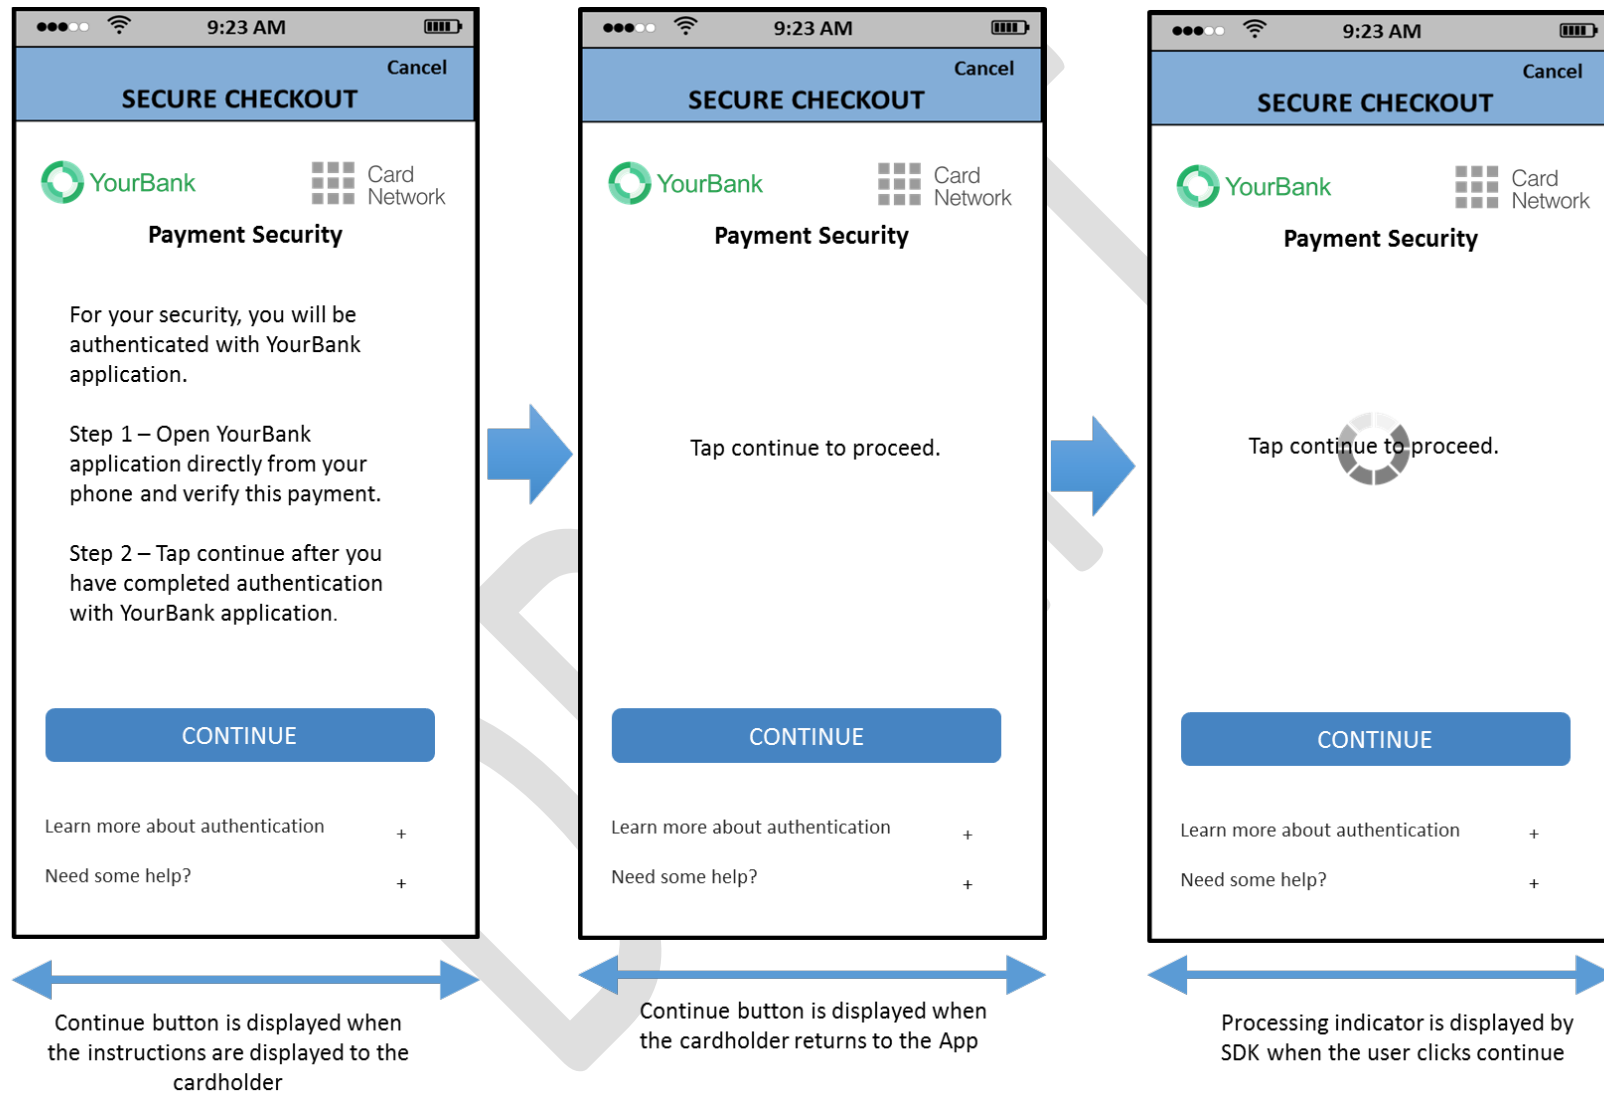 9:23 AM
Cancel
SECURE CHECKOUT
YourBank
Card
Network
Payment Security
For your security, you will be
authenticated with YourBank
application.
Step 1 – Open YourBank
application directly from your
phone and verify this payment.
Step 2 – Tap continue after you
have completed authentication
with YourBank application.
CONTINUE
Learn more about authentication +
Need some help? +
Continue button is displayed when
the instructions are displayed to the
cardholder
9:23 AM
Cancel
SECURE CHECKOUT
YourBank
Card
Network
Payment Security
Tap continue to proceed.
CONTINUE
Learn more about authentication +
Need some help? +
Continue button is displayed when
the cardholder returns to the App
9:23 AM
Cancel
SECURE CHECKOUT
YourBank
Card
Network
Payment Security
Tap continue to proceed.
CONTINUE
Learn more about authentication +
Need some help? +
Processing indicator is displayed by
SDK when the user clicks continue